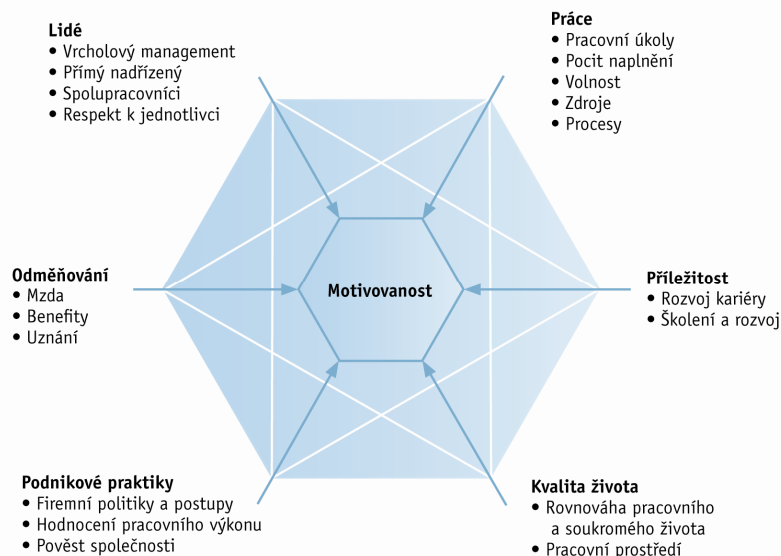 Lidé
• Vrcholový management
• Přímý nadřízený
• Spolupracovníci
• Respekt k jednotlivci
Práce
• Pracovní úkoly
• Pocit naplnění
• Volnost
• Zdroje
• Procesy
Odměňování
• Mzda
• Benefity
• Uznání
Motivovanost
Příležitost
• Rozvoj kariéry
• Školení a rozvoj
Podnikové praktiky
• Firemní politiky a postupy
• Hodnocení pracovního výkonu
• Pověst společnosti
Kvalita života
• Rovnováha pracovního
a soukromého života
• Pracovní prostředí